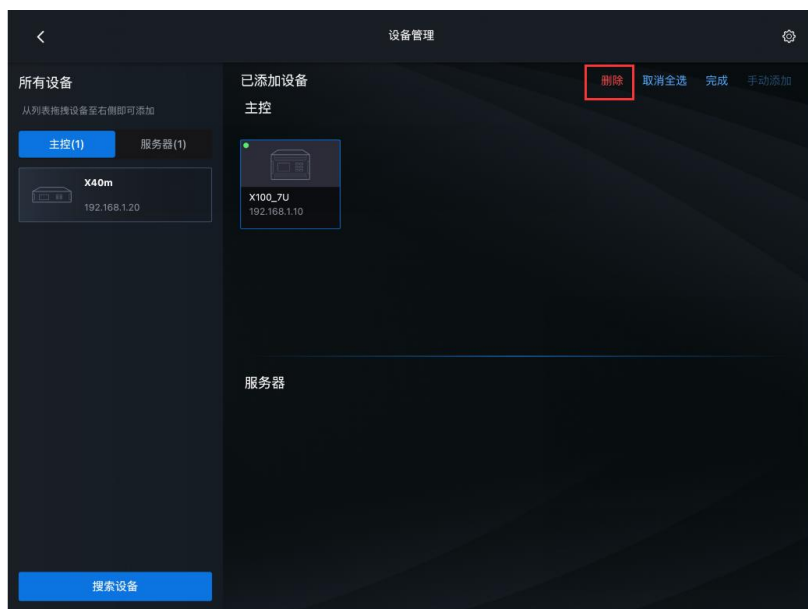 设备管理
所有设备
从列表拖拽设备至右侧即可添加
主控(1) 服务器(1)
X40m
192.168.1.20
搜索设备
已添加设备 删除 取消全选 完成 手动添加
主控
X100_7U
192.168.1.10
服务器